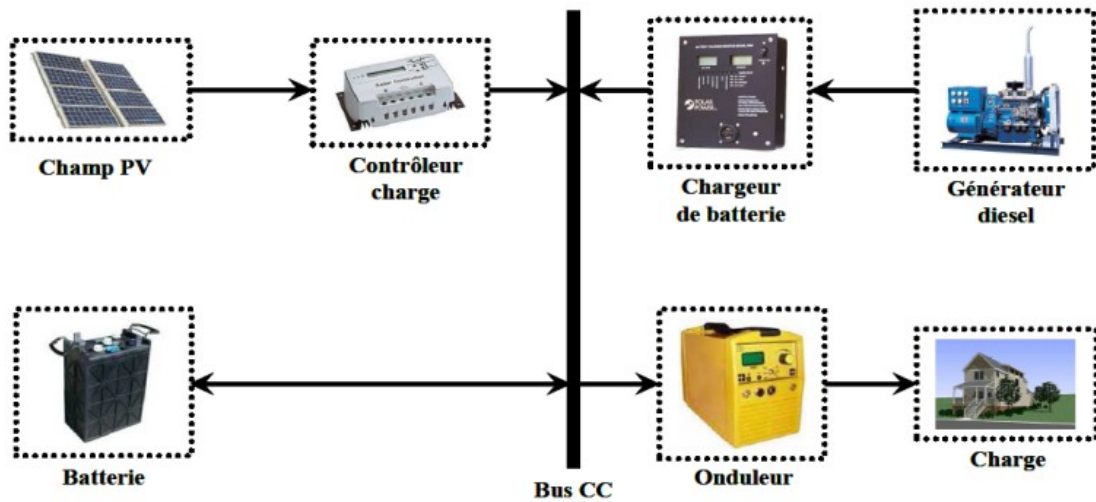 Champ PV
Contrôleur
charge
Chargeur
de batterie
Générateur
diesel
Batterie
Bus CC
Onduleur
Charge